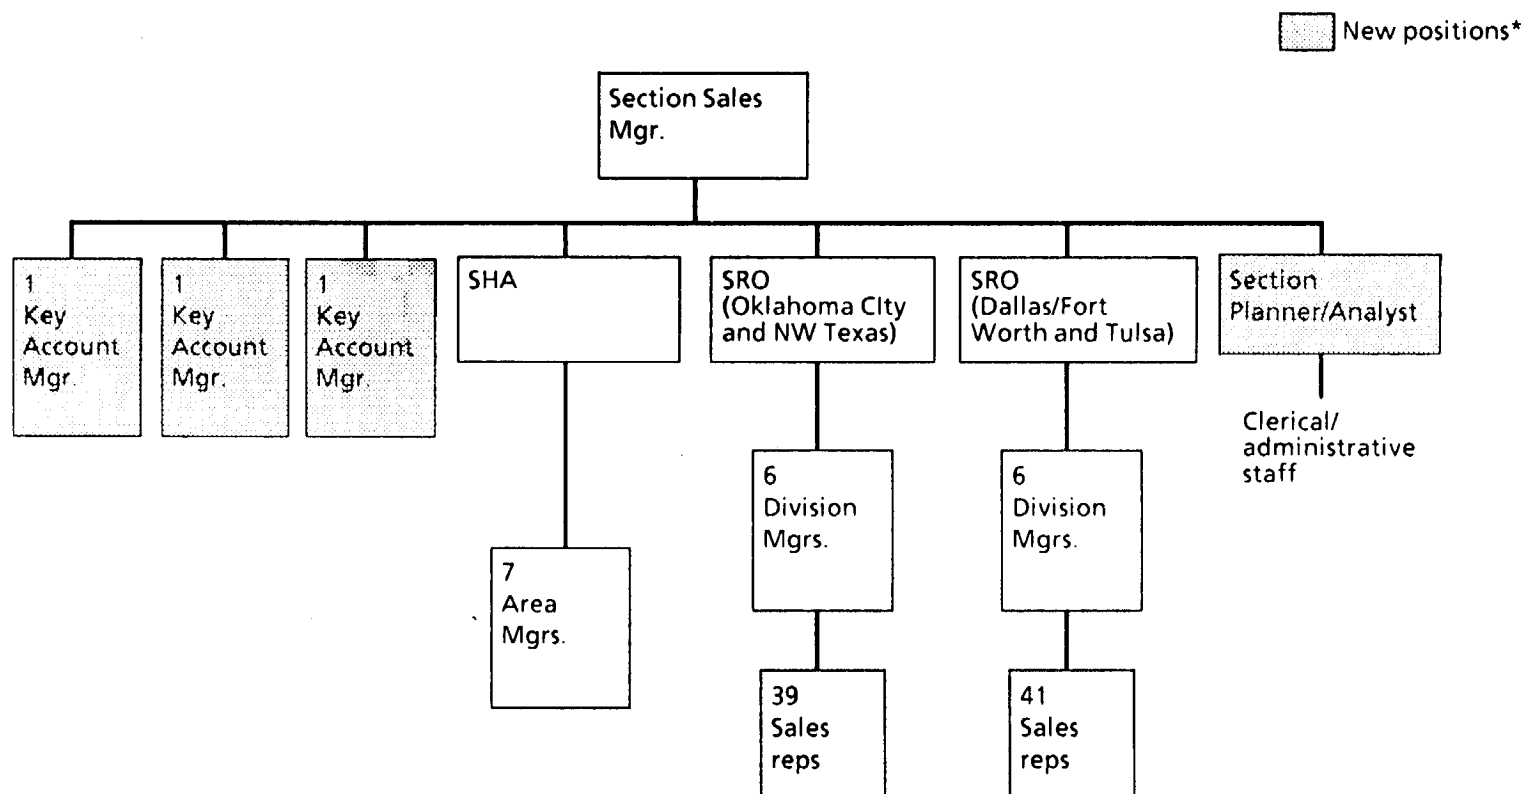 New positions*
Section Sales
Mgr.
1
Key
Account
Mgr.
1
Key
Account
Mgr.
1
Key
Account
Mgr.
SHA
SRO
(Oklahoma CIty
and NW Texas)
SRO
(Dallas/Fort
Worth and Tulsa)
Section
Planner/Analyst
Clerical/
administrative
staff
7
Area
Mgrs.
6
Division
Mgrs.
6
Division
Mgrs.
39
Sales
reps
41
Sales
reps